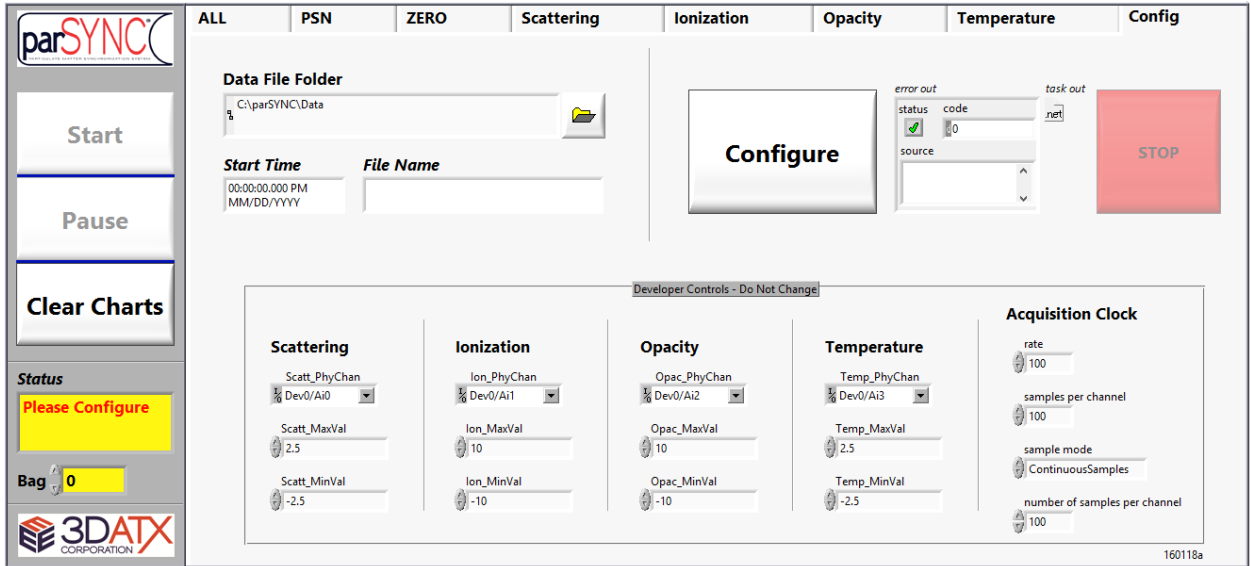 parSYNC
PARTICULATE MATTER SYNCHRONIZATION SYSTEM
Start
Pause
Clear Charts
Status
Please Configure
Bag 0
3DATX
CORPORATION
ALL PSN ZERO Scattering Ionization Opacity Temperature Config
Data File Folder
C:\parSYNC\Data
Start Time File Name
00:00:00.000 PM
MM/DD/YYYY
Configure
error out task out
status code
d0
.net
source
STOP
Developer Controls - Do Not Change
Scattering
Scatt_PhyChan
Dev0/Ai0
Scatt_MaxVal
2.5
Scatt_MinVal
-2.5
Ionization
Ion_PhyChan
Dev0/Ai1
Ion_MaxVal
10
Ion_MinVal
-10
Opacity
Opac_PhyChan
Dev0/Ai2
Opac_MaxVal
10
Opac_MinVal
-10
Temperature
Temp_PhyChan
Dev0/Ai3
Temp_MaxVal
2.5
Temp_MinVal
-2.5
Acquisition Clock
rate
100
samples per channel
100
sample mode
ContinuousSamples
number of samples per channel
100
160118a